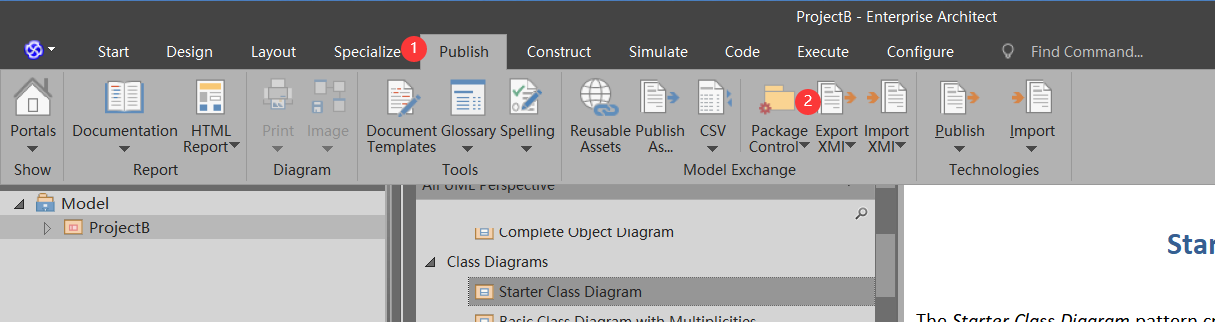 ProjectB - Enterprise Architect
Start Design Layout Specialize 1 Publish Construct Simulate Code Execute Configure Find Command...
2
Portals Documentation HTML Report Print Image Document Templates Glossary Spelling Reusable Assets Publish As... CSV Package Control Export XMI Import XMI Publish Import
Show Report Diagram Tools Model Exchange Technologies
All UML Perspective
Model
ProjectB
Complete Object Diagram
Star
Class Diagrams
Starter Class Diagram
Basic Class Diagram with Multiplicities
The Starter Class Diagram pattern cr